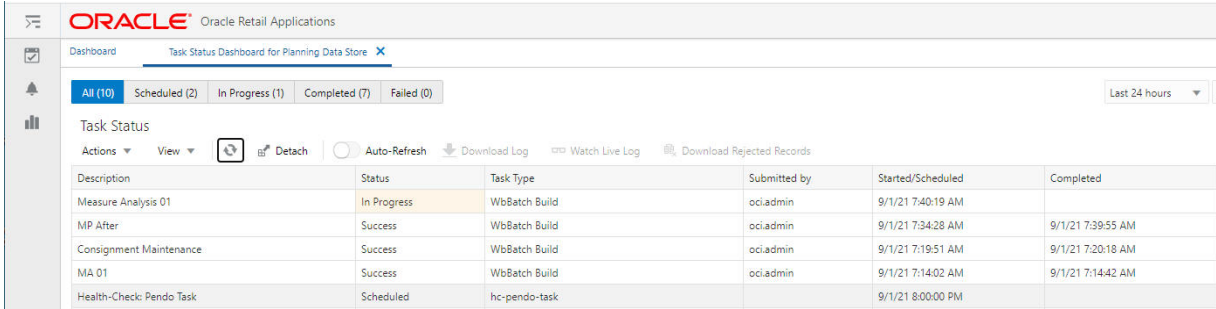 ORACLE® Oracle Retail Applications
Dashboard Task Status Dashboard for Planning Data Store X
All (10) Scheduled (2) In Progress (1) Completed (7) Failed (0) Last 24 hours
Task Status
Actions View Detach Auto-Refresh Download Log Watch Live Log Download Rejected Records
Description Status Task Type Submitted by Started/Scheduled Completed
Measure Analysis 01 In Progress WbBatch Build oci.admin 9/1/21 7:40:19 AM
MP After Success WbBatch Build oci.admin 9/1/21 7:34:28 AM 9/1/21 7:39:55 AM
Consignment Maintenance Success WbBatch Build oci.admin 9/1/21 7:19:51 AM 9/1/21 7:20:18 AM
MA 01 Success WbBatch Build oci.admin 9/1/21 7:14:02 AM 9/1/21 7:14:42 AM
Health-Check: Pendo Task Scheduled hc-pendo-task 9/1/21 8:00:00 PM